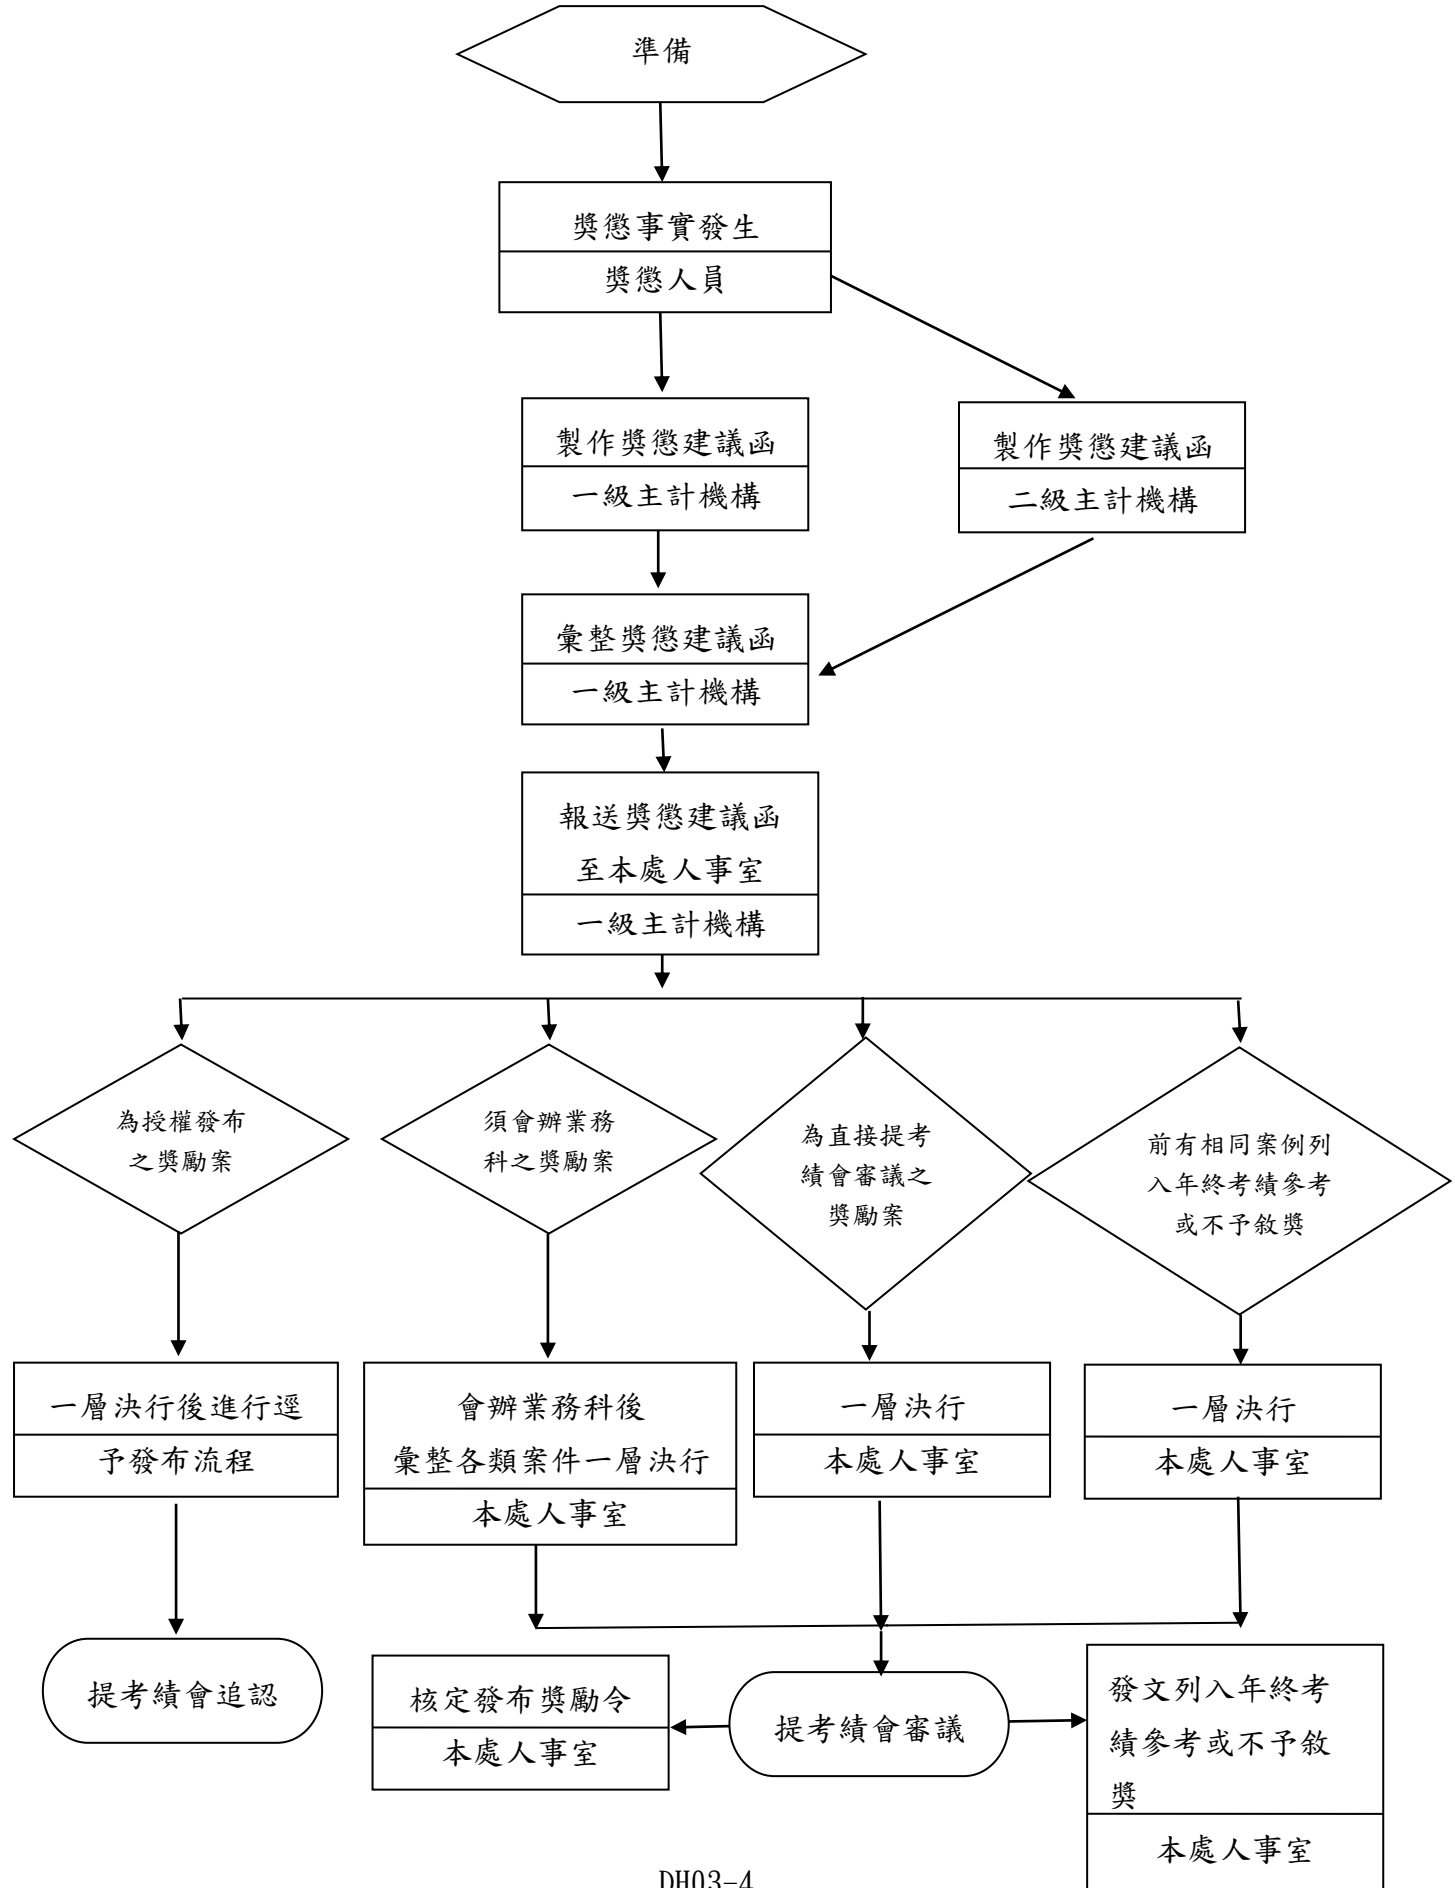 準備
獎懲事實發生
獎懲人員
製作獎懲建議函
一級主計機構
製作獎懲建議函
二級主計機構
彙整獎懲建議函
一級主計機構
報送獎懲建議函
至本處人事室
一級主計機構
為授權發布
之獎勵案
須會辦業務
科之獎勵案
為直接提考
績會審議之
獎勵案
前有相同案例列
入年終考績參考
或不予敘獎
一層決行後進行逕
予發布流程
會辦業務科後
彙整各類案件一層決行
本處人事室
一層決行
本處人事室
一層決行
本處人事室
提考績會追認
核定發布獎勵令
本處人事室
提考績會審議
發文列入年終考
績參考或不予敘
獎
本處人事室
DH03-4